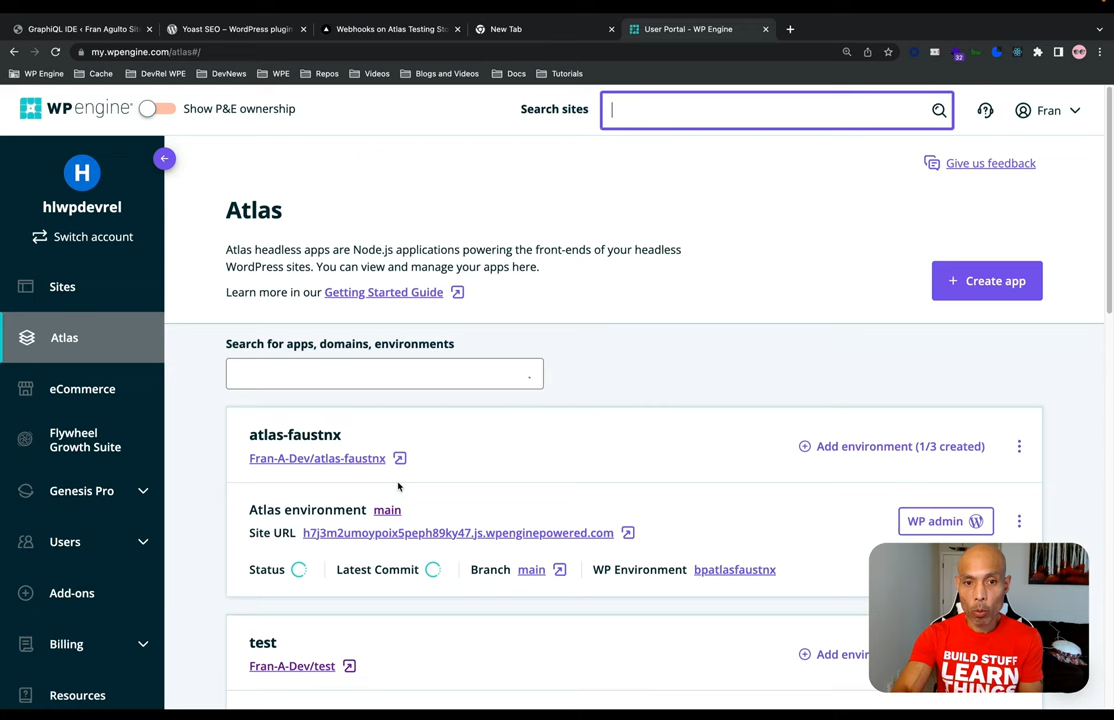 GraphiQL IDE ‹ Fran Agulto Sit
Yoast SEO – WordPress plugin
Webhooks on Atlas Testing St
New Tab
User Portal - WP Engine
my.wpengine.com/atlas#/
32
WP Engine
Cache
DevRel WPE
DevNews
WPE
Repos
Videos
Blogs and Videos
Docs
Tutorials
WPengine
Show P&E ownership
Search sites
Fran
H
hlwpdevrel
Switch account
Sites
Atlas
eCommerce
Flywheel
Growth Suite
Genesis Pro
Users
Add-ons
Billing
Resources
Give us feedback
Atlas
Atlas headless apps are Node.js applications powering the front-ends of your headless
WordPress sites. You can view and manage your apps here.
Learn more in our Getting Started Guide
+ Create app
Search for apps, domains, environments
atlas-faustnx
Fran-A-Dev/atlas-faustnx
Add environment (1/3 created)
Atlas environment main
Site URL h7j3m2umoypoix5peph89ky47.js.wpenginepowered.com
WP admin
Status
Latest Commit
Branch main
WP Environment bpatlasfaustnx
test
Fran-A-Dev/test
Add envir
BUILD STUFF
LEARN
THINGS